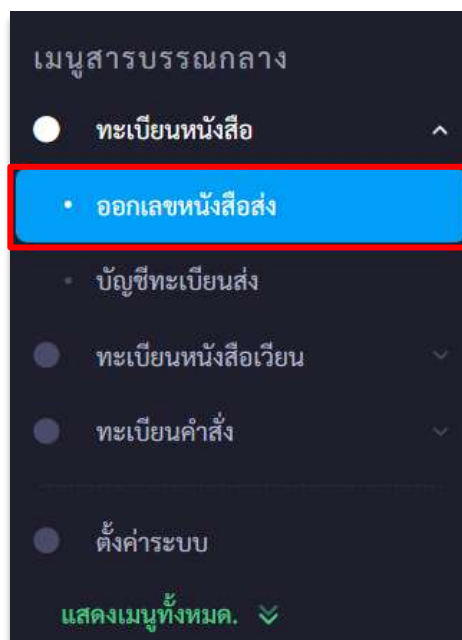 เมนูสารบรรณกลาง
ทะเบียนหนังสือ
ออกเลขหนังสือส่ง
บัญชีทะเบียนส่ง
ทะเบียนหนังสือเวียน
ทะเบียนคำสั่ง
ตั้งค่าระบบ
แสดงเมนูทั้งหมด.